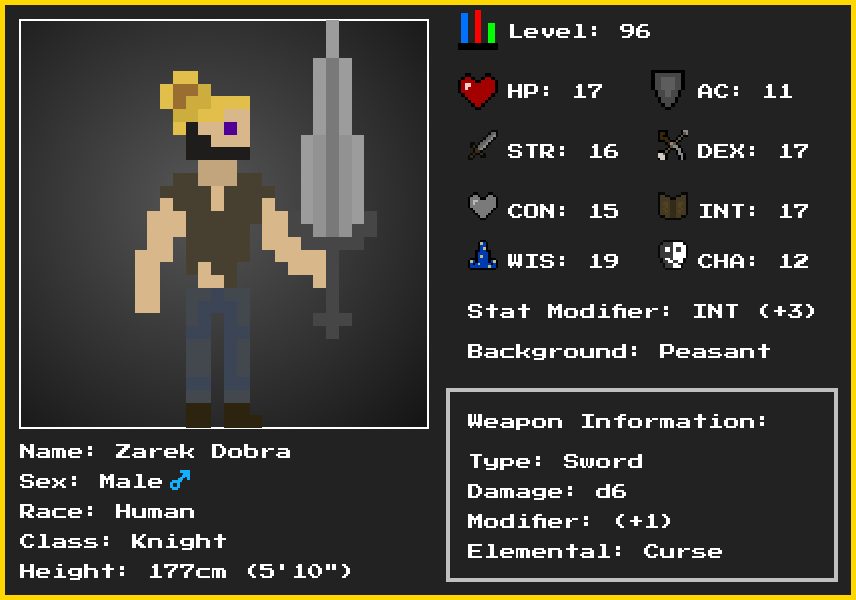 Level: 96
HP: 17
AC: 11
STR: 16
DEX: 17
CON: 15
INT: 17
WIS: 19
CHA: 12
Stat Modifier: INT (+3)
Background: Peasant
Weapon Information:
Type: Sword
Damage: d6
Modifier: (+1)
Elemental: Curse
Name: Zarek Dobra
Sex: Male ♂
Race: Human
Class: Knight
Height: 177cm (5'10")